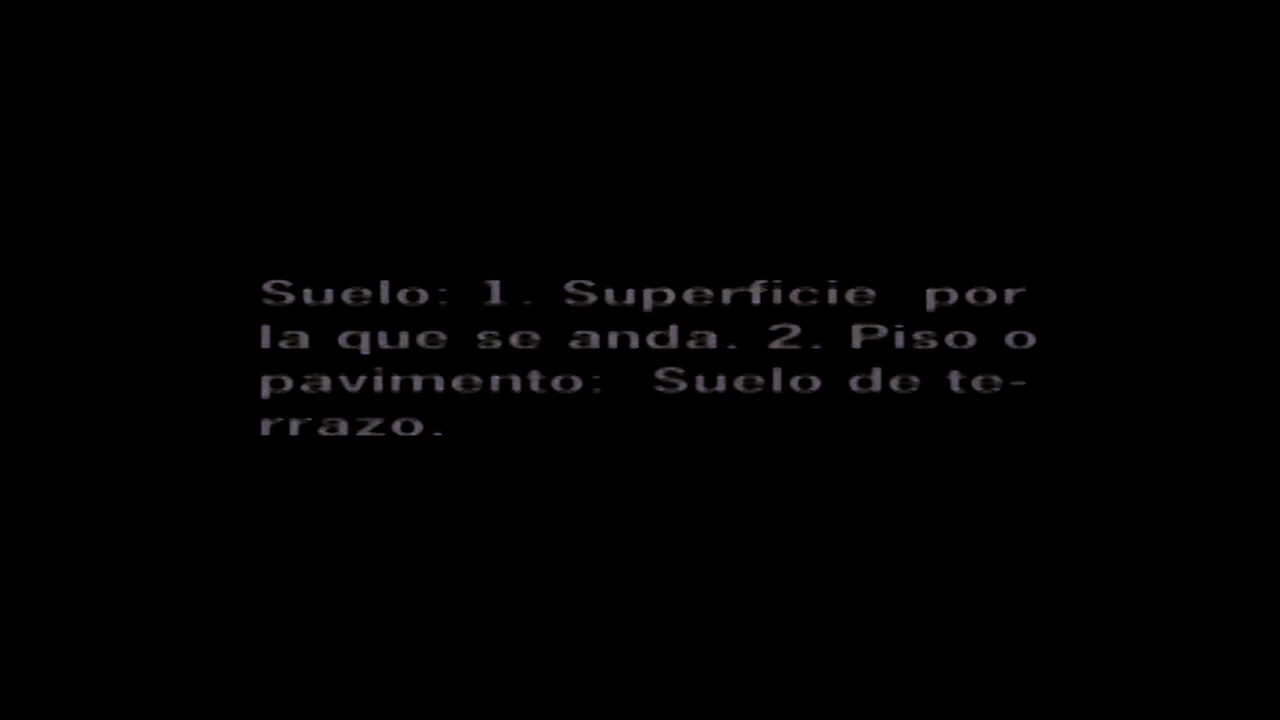 Suelo: 1. Superficie por
la que se anda. 2. Piso o
pavimento: Suelo de te-
rrazo.